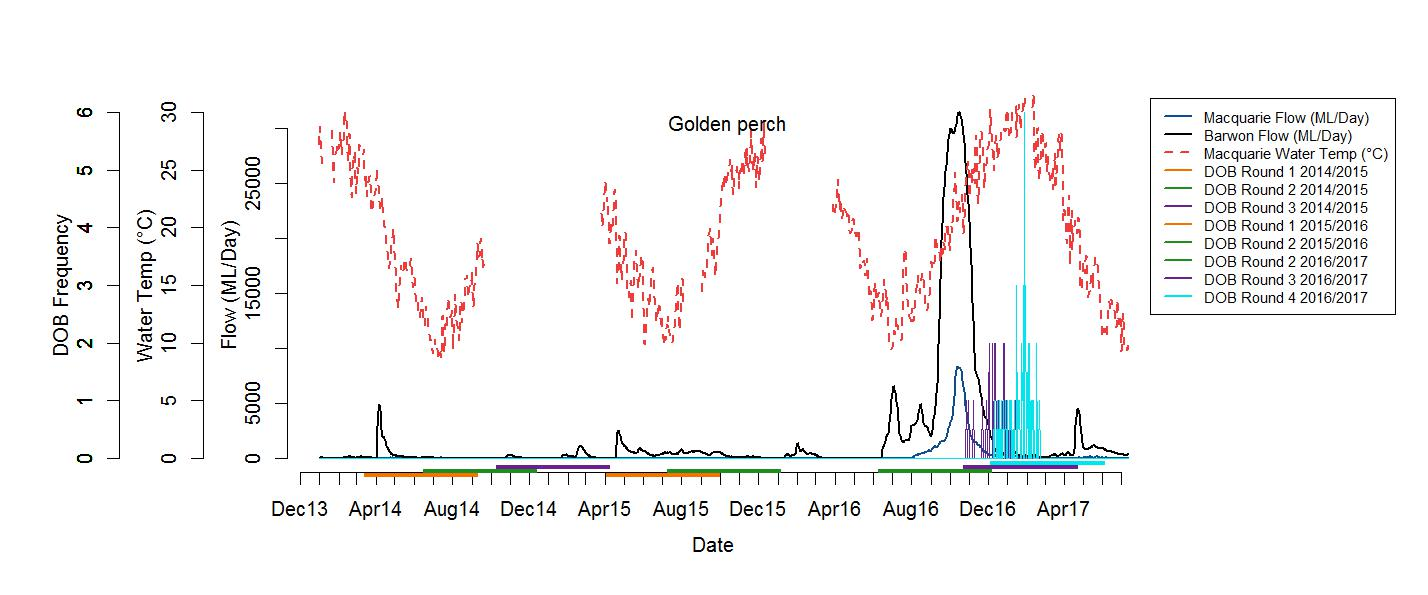 Golden perch
DOB Frequency
0 1 2 3 4 5 6
Water Temp (°C)
0 5 10 15 20 25 30
Flow (ML/Day)
0 5000 15000 25000
Dec13 Apr14 Aug14 Dec14 Apr15 Aug15 Dec15 Apr16 Aug16 Dec16 Apr17
Date
Macquarie Flow (ML/Day)
Barwon Flow (ML/Day)
Macquarie Water Temp (°C)
DOB Round 1 2014/2015
DOB Round 2 2014/2015
DOB Round 3 2014/2015
DOB Round 1 2015/2016
DOB Round 2 2015/2016
DOB Round 2 2016/2017
DOB Round 3 2016/2017
DOB Round 4 2016/2017